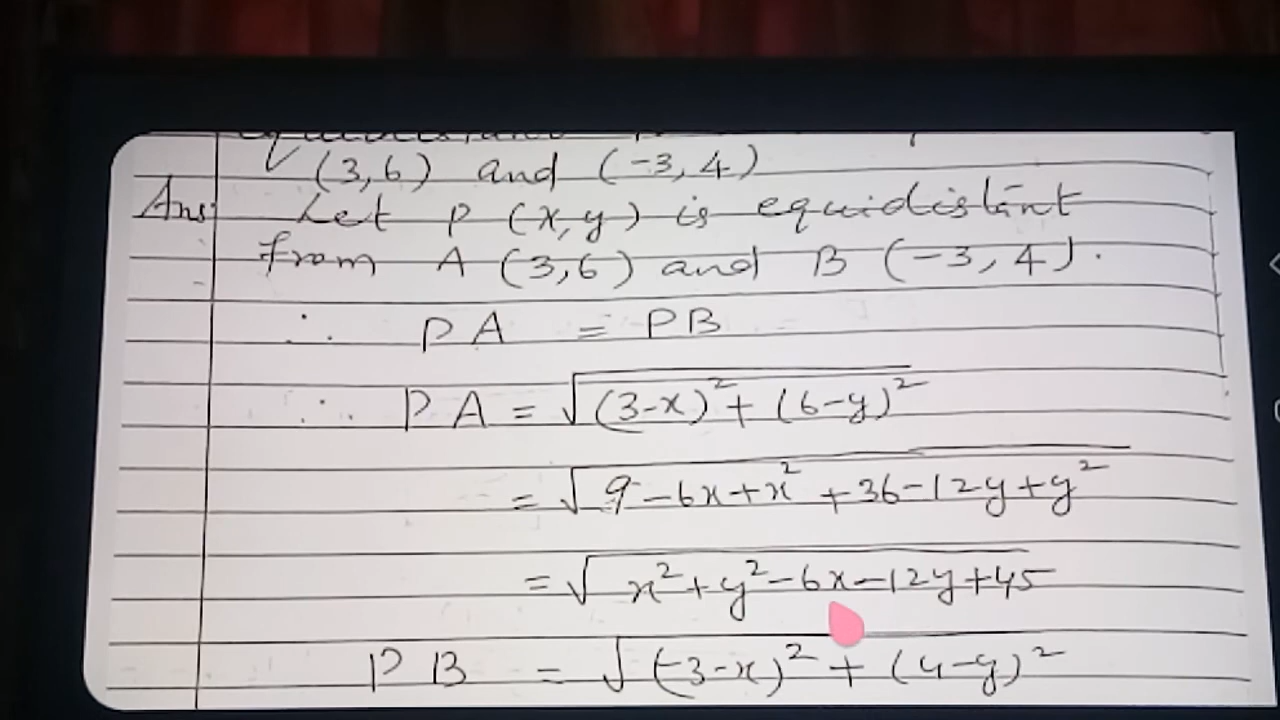 (3,6) and (-3,4)
Ans: Let P (x,y) is equidistant
from A (3,6) and B (-3,4).
∴ PA = PB
∴ PA = √(3-x)² + (6-y)²
= √9-6x+x²+36-12y+y²
= √x²+y²-6x-12y+45
PB = √(-3-x)² + (4-y)²